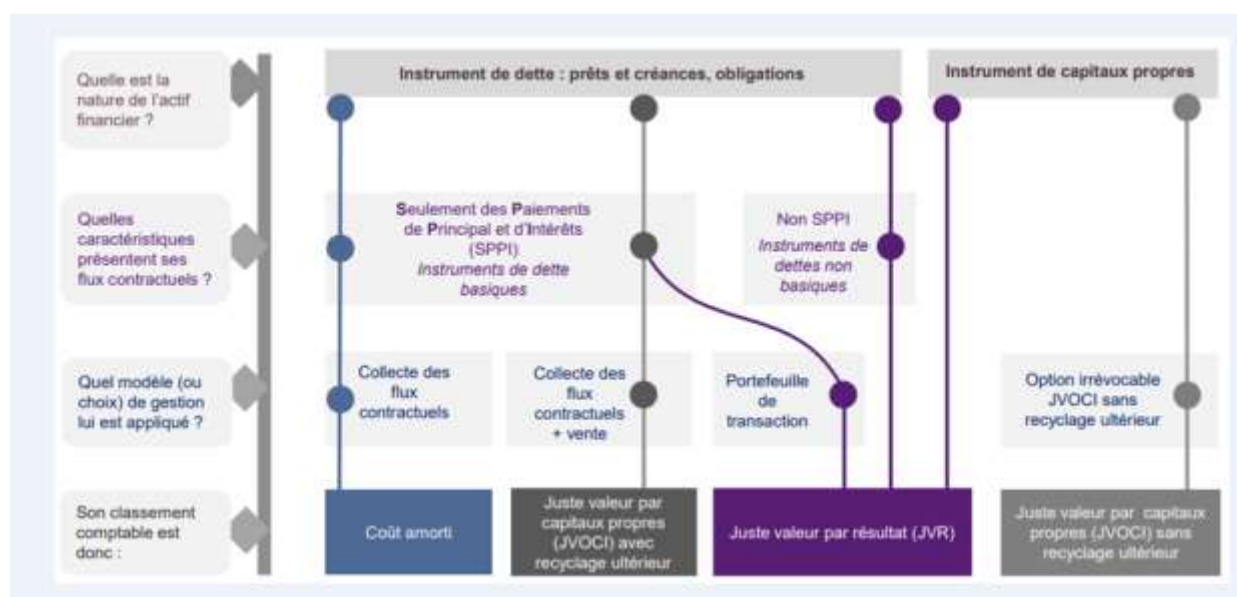 Quelle est la
nature de l'actif
financier ?
Instrument de dette : prêts et créances, obligations
Instrument de capitaux propres
Quelles
caractéristiques
présentent ses
flux contractuels ?
Seulement des Paiements
de Principal et d'Intérêts
(SPPI)
Instruments de dette
basiques
Non SPPI
Instruments de
dettes non
basiques
Quel modèle (ou
choix) de gestion
lui est appliqué ?
Collecte des
flux
contractuels
Collecte des
flux
contractuels
+ vente
Portefeuille
de
transaction
Option irrévocable
JVOCI sans
recyclage ultérieur
Son classement
comptable est
donc :
Coût amorti
Juste valeur par
capitaux propres
(JVOCI) avec
recyclage ultérieur
Juste valeur par résultat (JVR)
Juste valeur par capitaux
propres (JVOCI) sans
recyclage ultérieur